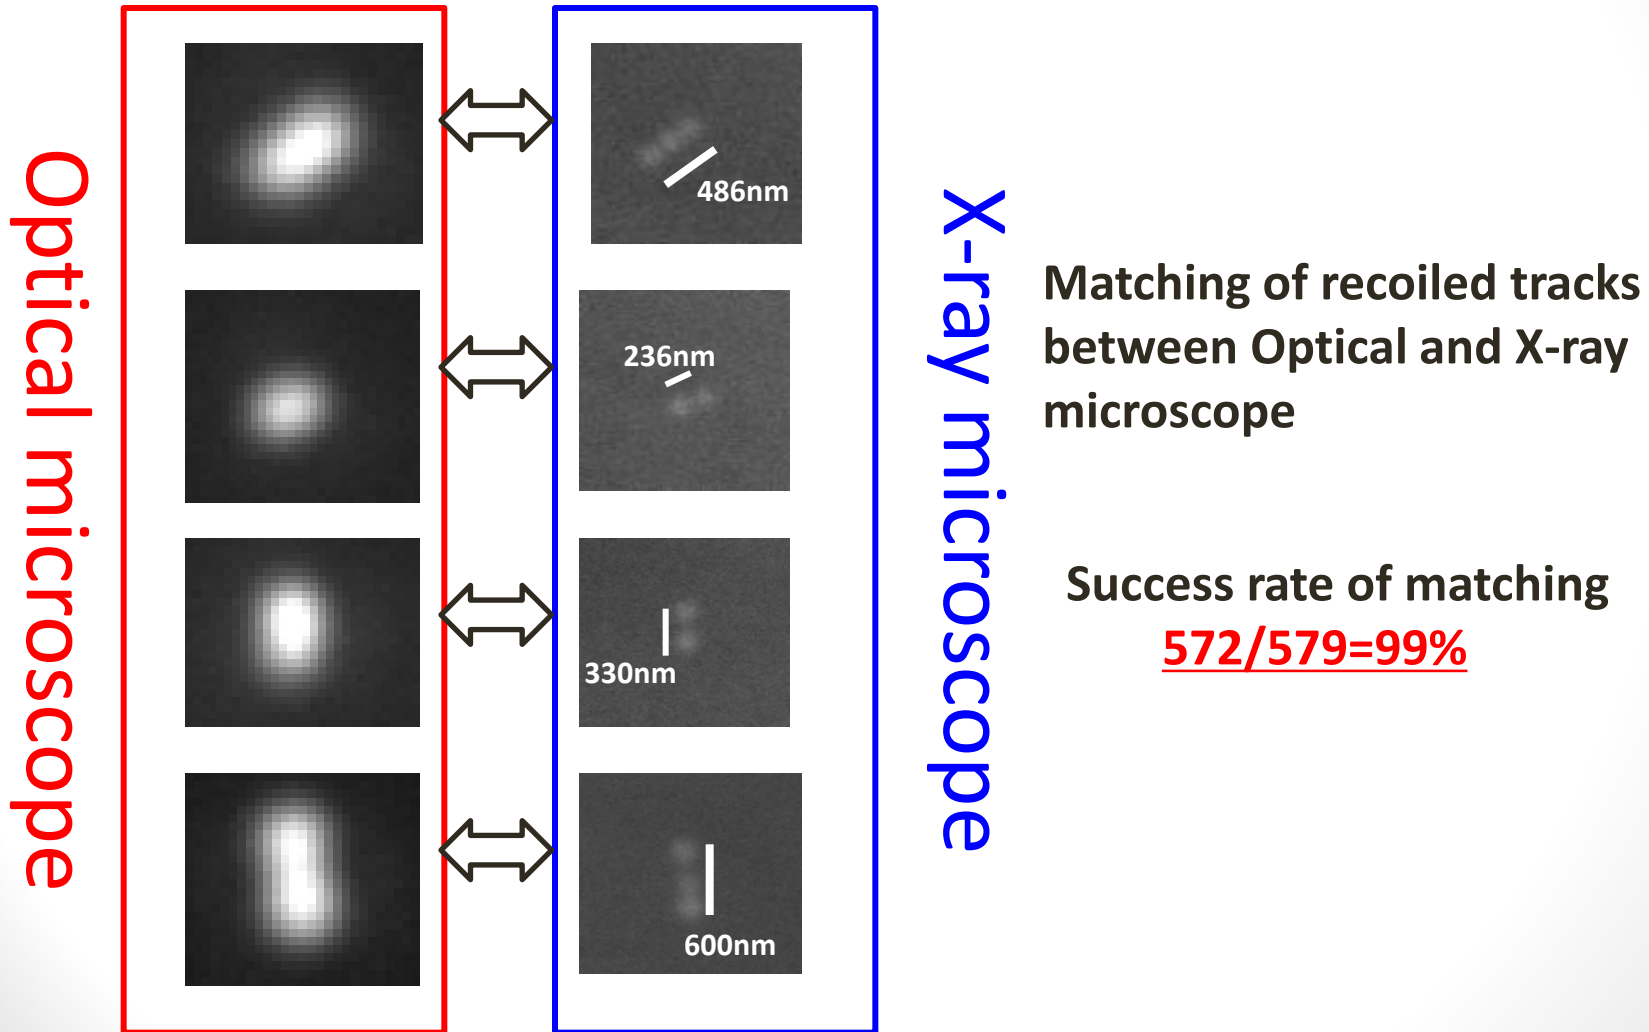 Optical microscope
486nm
236nm
330nm
600nm
X-ray microscope
Matching of recoiled tracks
between Optical and X-ray
microscope
Success rate of matching
572/579=99%